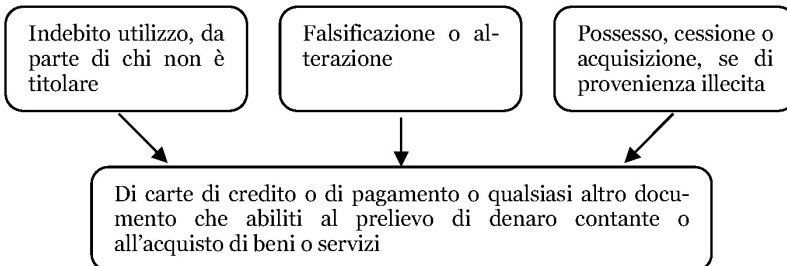 Indebito utilizzo, da
parte di chi non è
titolare
Falsificazione o al-
terazione
Possesso, cessione o
acquisizione, se di
provenienza illecita
Di carte di credito o di pagamento o qualsiasi altro docu-
mento che abiliti al prelievo di denaro contante o
all'acquisto di beni o servizi